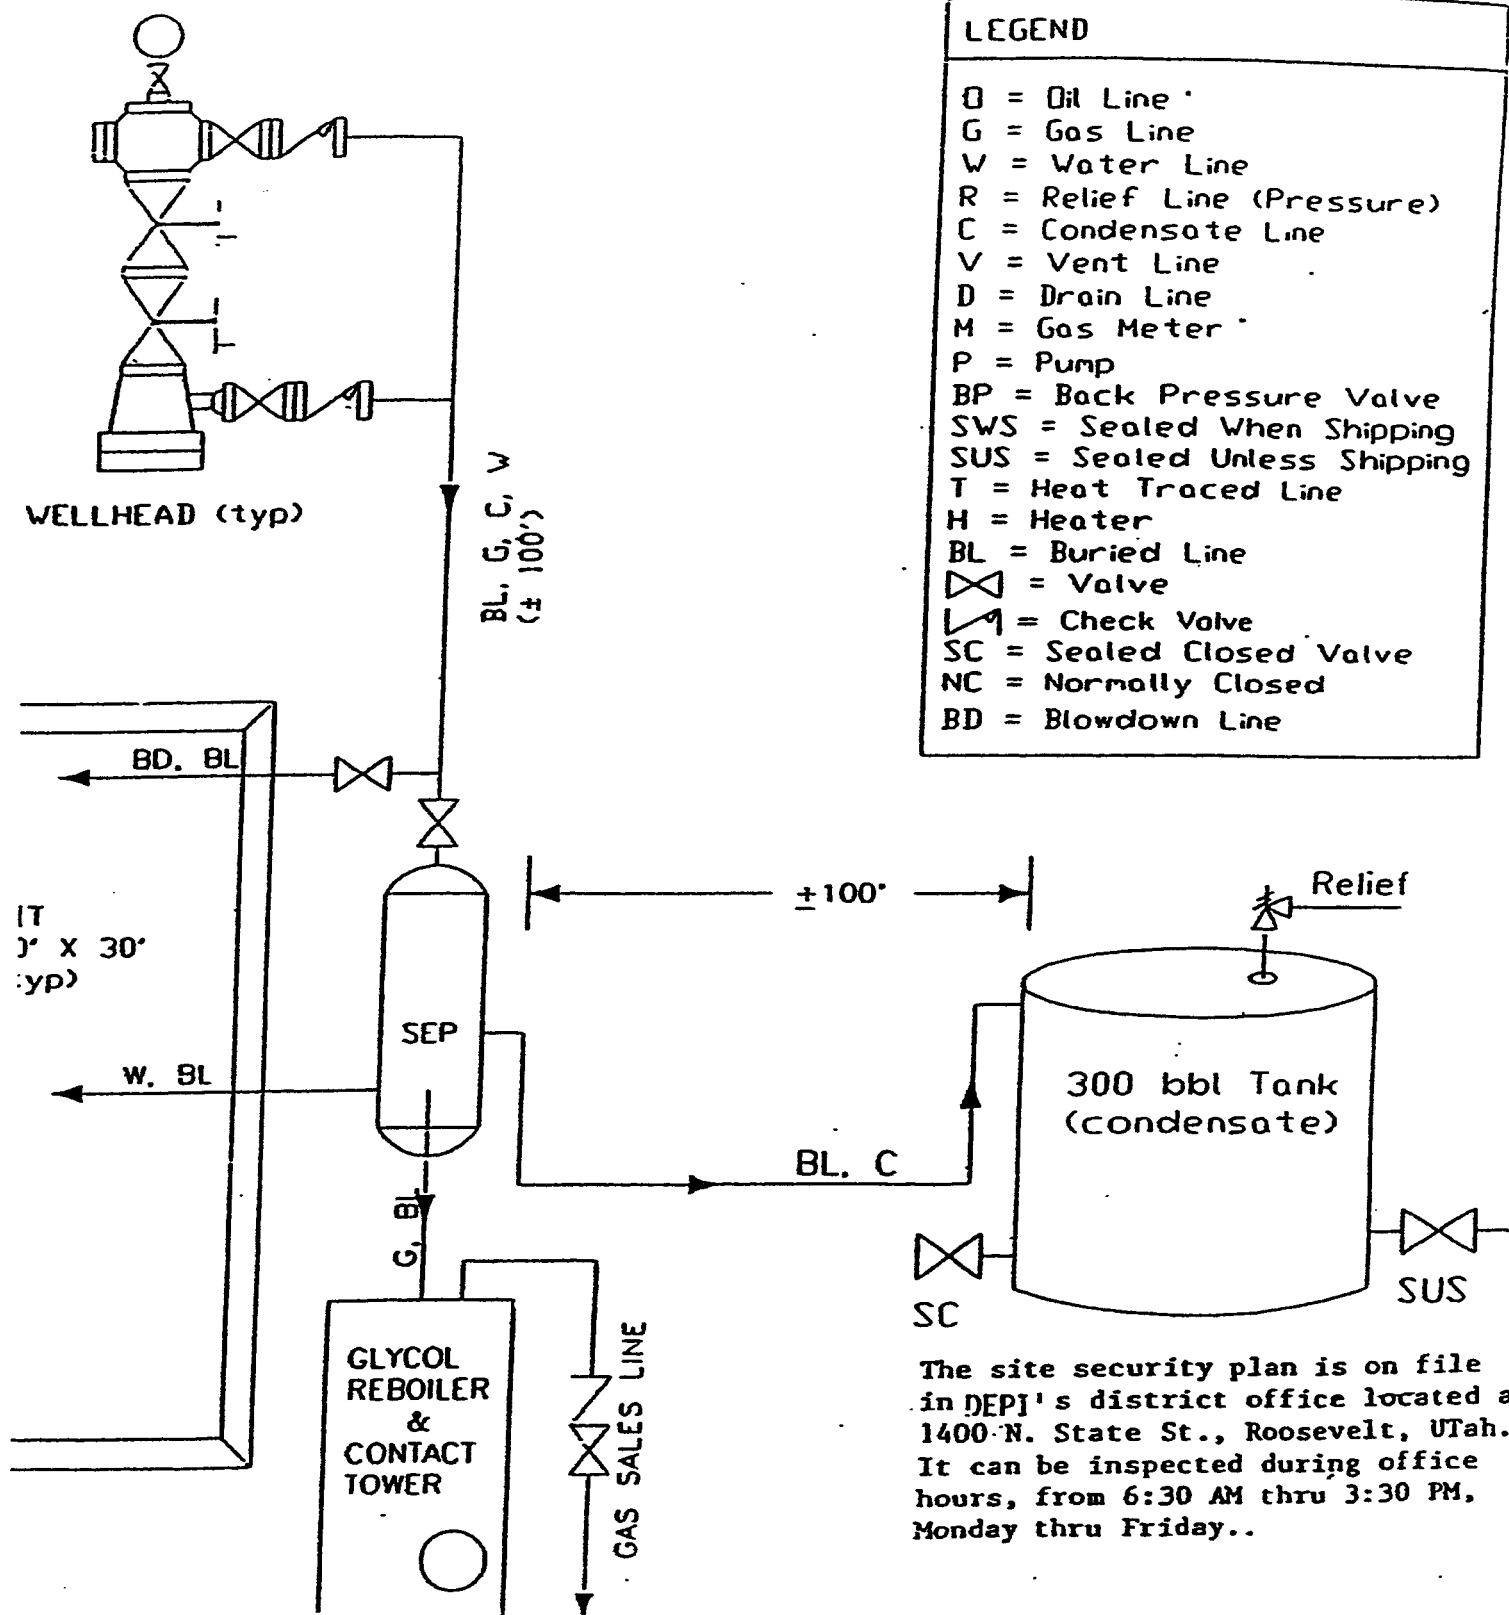 LEGEND
O = Oil Line
G = Gas Line
W = Water Line
R = Relief Line (Pressure)
C = Condensate Line
V = Vent Line
D = Drain Line
M = Gas Meter
P = Pump
BP = Back Pressure Valve
SWS = Sealed When Shipping
SUS = Sealed Unless Shipping
T = Heat Traced Line
H = Heater
BL = Buried Line
= Valve
= Check Valve
SC = Sealed Closed Valve
NC = Normally Closed
BD = Blowdown Line
WELLHEAD (typ)
BL, G, C, W
(± 100')
BD. BL
±100'
Relief
IT
)' X 30'
yp)
SEP
W. BL
300 bbl Tank
(condensate)
BL. C
G, BL
SC
SUS
GLYCOL
REBOILER
&
CONTACT
TOWER
GAS SALES LINE
The site security plan is on file
in DEPI's district office located a
1400 N. State St., Roosevelt, UTah.
It can be inspected during office
hours, from 6:30 AM thru 3:30 PM,
Monday thru Friday..